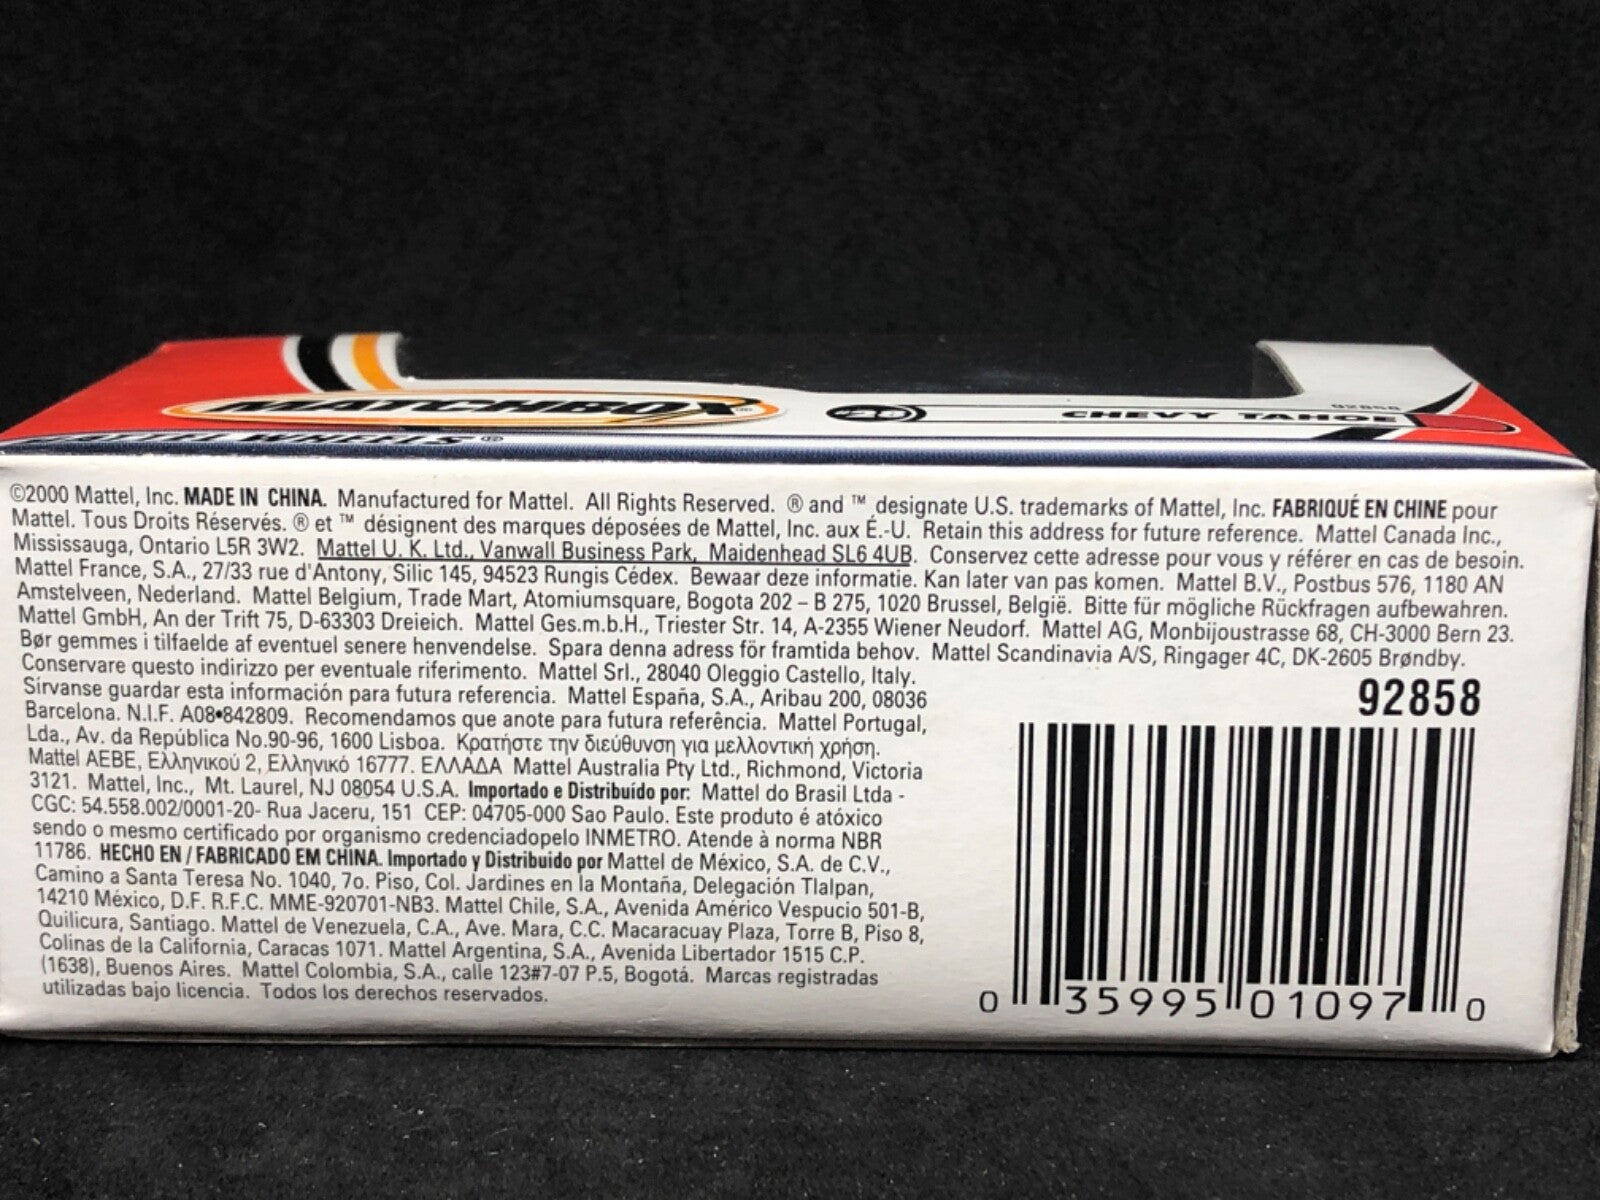 MATCHBOX®
CHEVY TAHOE
92858
MATTEL WHEELS®
©2000 Mattel, Inc. MADE IN CHINA. Manufactured for Mattel. All Rights Reserved. ® and ™ designate U.S. trademarks of Mattel, Inc. FABRIQUÉ EN CHINE pour
Mattel. Tous Droits Réservés. ® et ™ désignent des marques déposées de Mattel, Inc. aux É.-U. Retain this address for future reference. Mattel Canada Inc.,
Mississauga, Ontario L5R 3W2. Mattel U. K. Ltd., Vanwall Business Park, Maidenhead SL6 4UB. Conservez cette adresse pour vous y référer en cas de besoin.
Mattel France, S.A., 27/33 rue d'Antony, Silic 145, 94523 Rungis Cédex. Bewaar deze informatie. Kan later van pas komen. Mattel B.V., Postbus 576, 1180 AN
Amstelveen, Nederland. Mattel Belgium, Trade Mart, Atomiumsquare, Bogota 202 – B 275, 1020 Brussel, België. Bitte für mögliche Rückfragen aufbewahren.
Mattel GmbH, An der Trift 75, D-63303 Dreieich. Mattel Ges.m.b.H., Triester Str. 14, A-2355 Wiener Neudorf. Mattel AG, Monbijoustrasse 68, CH-3000 Bern 23.
Bør gemmes i tilfaelde af eventuel senere henvendelse. Spara denna adress för framtida behov. Mattel Scandinavia A/S, Ringager 4C, DK-2605 Brøndby.
Conservare questo indirizzo per eventuale riferimento. Mattel Srl., 28040 Oleggio Castello, Italy.
Sírvanse guardar esta información para futura referencia. Mattel España, S.A., Aribau 200, 08036
Barcelona. N.I.F. A08•842809. Recomendamos que anote para futura referência. Mattel Portugal,
Lda., Av. da República No.90-96, 1600 Lisboa. Κρατήστε την διεύθυνση για μελλοντική χρήση.
Mattel AEBE, Ελληνικού 2, Ελληνικό 16777. ΕΛΛΑΔΑ Mattel Australia Pty Ltd., Richmond, Victoria
3121. Mattel, Inc., Mt. Laurel, NJ 08054 U.S.A. Importado e Distribuído por: Mattel do Brasil Ltda -
CGC: 54.558.002/0001-20- Rua Jaceru, 151 CEP: 04705-000 Sao Paulo. Este produto é atóxico
sendo o mesmo certificado por organismo credenciadopelo INMETRO. Atende à norma NBR
11786. HECHO EN / FABRICADO EM CHINA. Importado y Distribuido por Mattel de México, S.A. de C.V.,
Camino a Santa Teresa No. 1040, 7o. Piso, Col. Jardines en la Montaña, Delegación Tlalpan,
14210 México, D.F. R.F.C. MME-920701-NB3. Mattel Chile, S.A., Avenida Américo Vespucio 501-B,
Quilicura, Santiago. Mattel de Venezuela, C.A., Ave. Mara, C.C. Macaracuay Plaza, Torre B, Piso 8,
Colinas de la California, Caracas 1071. Mattel Argentina, S.A., Avenida Libertador 1515 C.P.
(1638), Buenos Aires. Mattel Colombia, S.A., calle 123#7-07 P.5, Bogotá. Marcas registradas
utilizadas bajo licencia. Todos los derechos reservados.
92858
0 35995 01097 0